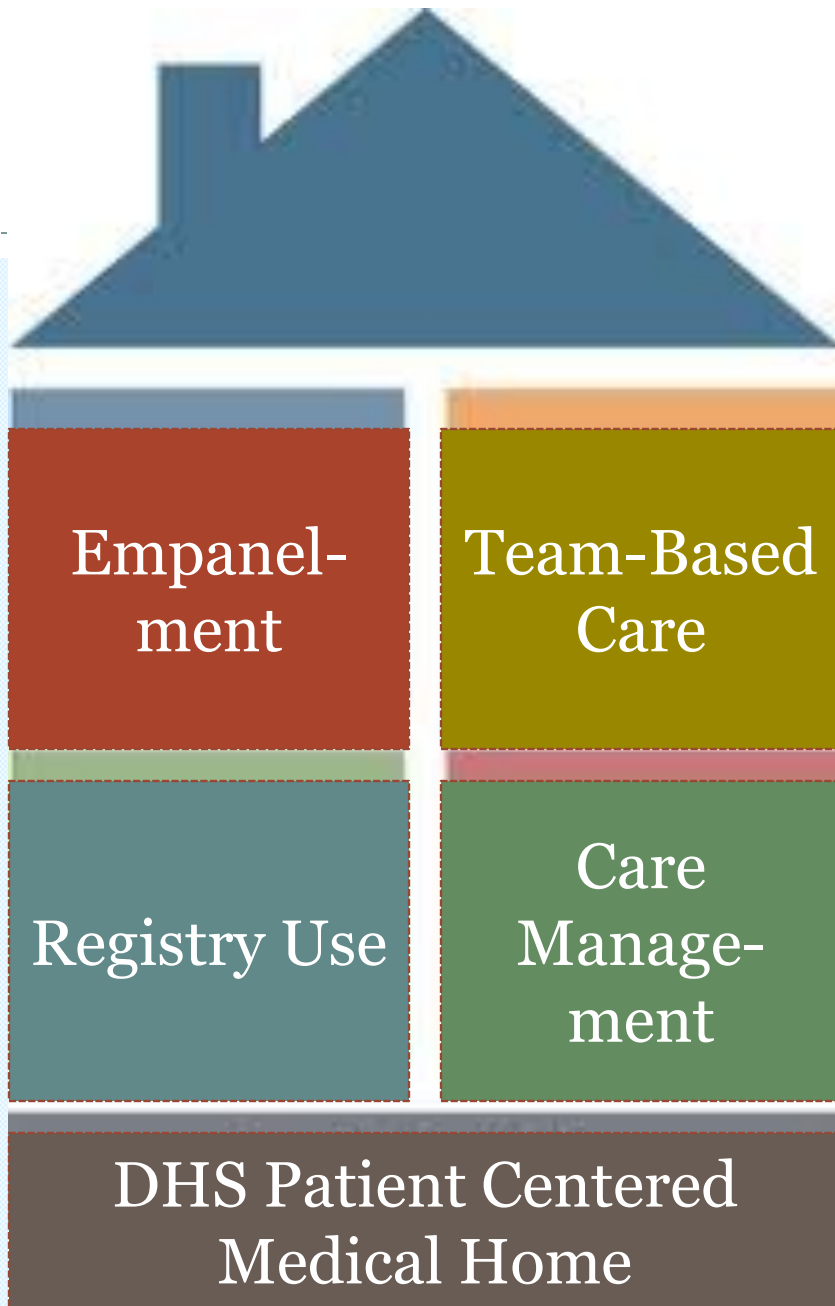 Empanel-
ment
Team-Based
Care
Registry Use
Care
Manage-
ment
DHS Patient Centered
Medical Home